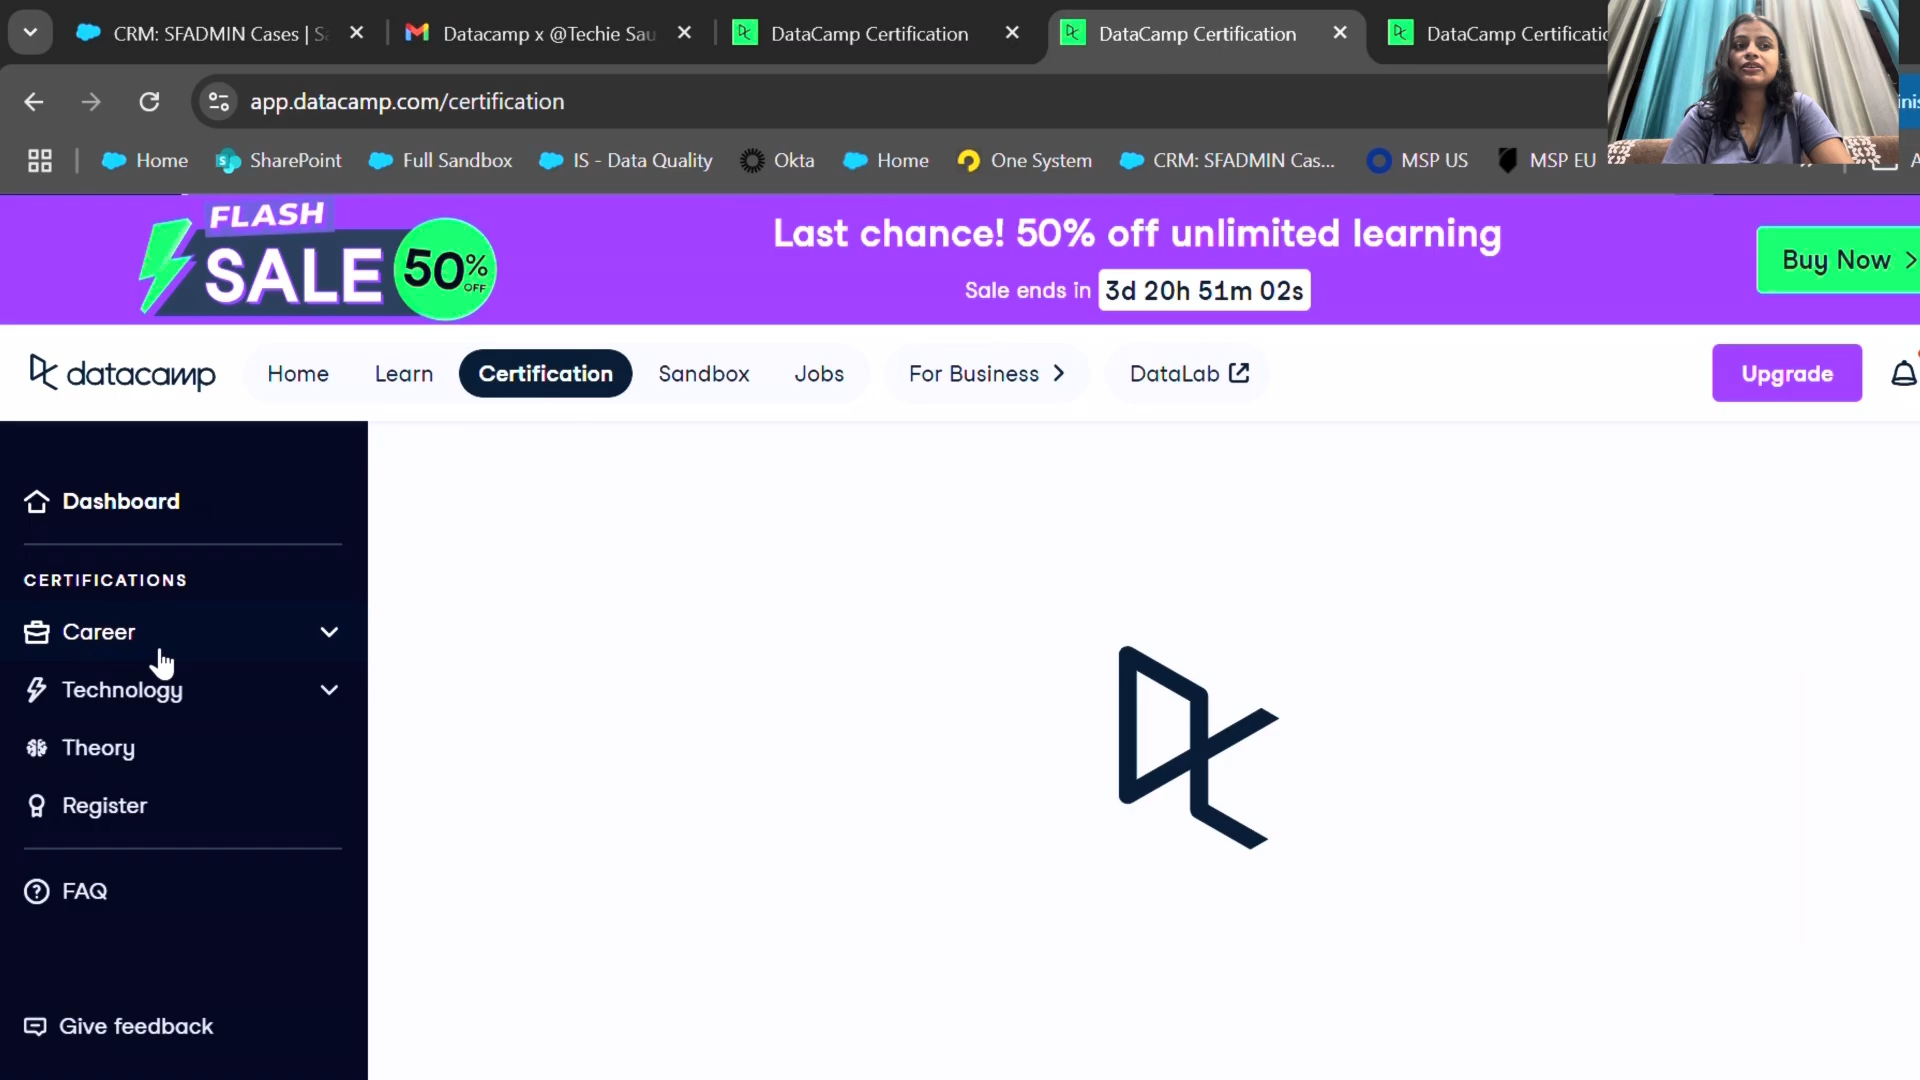 CRM: SFADMIN Cases | S
Datacamp x @Techie Sau
DataCamp Certification
DataCamp Certification
DataCamp Certificatio
app.datacamp.com/certification
Home
SharePoint
Full Sandbox
IS - Data Quality
Okta
Home
One System
CRM: SFADMIN Cas...
MSP US
MSP EU
FLASH
SALE
50%
OFF
Last chance! 50% off unlimited learning
Sale ends in 3d 20h 51m 02s
Buy Now
datacamp
Home
Learn
Certification
Sandbox
Jobs
For Business
DataLab
Upgrade
Dashboard
CERTIFICATIONS
Career
Technology
Theory
Register
FAQ
Give feedback